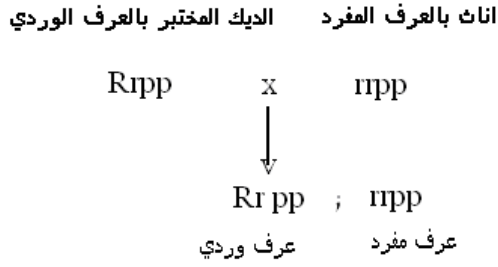 اناث بالعرف المفرد الديك المختبر بالعرف الوردي
Rrpp x rrpp
Rr pp ; rrpp
عرف مفرد عرف وردي